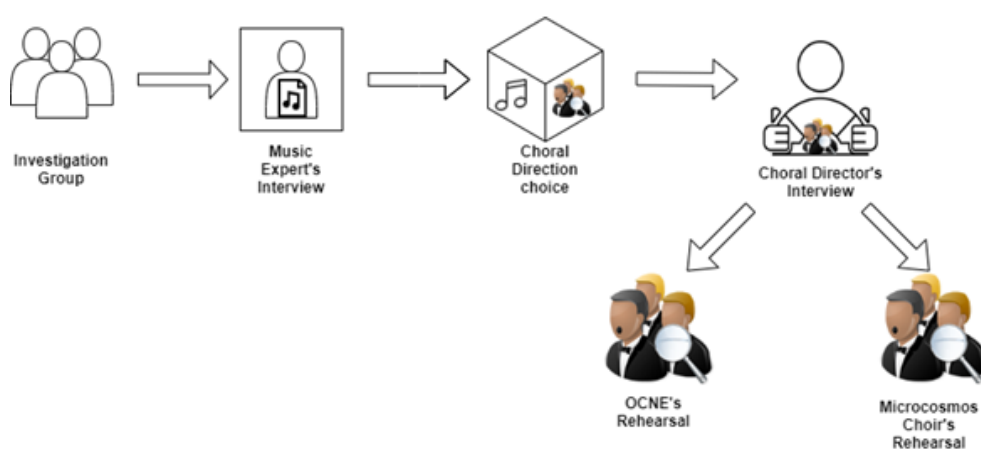 Investigation
Group
Music
Expert's
Interview
Choral
Direction
choice
Choral Director's
Interview
OCNE's
Rehearsal
Microcosmos
Choir's
Rehearsal